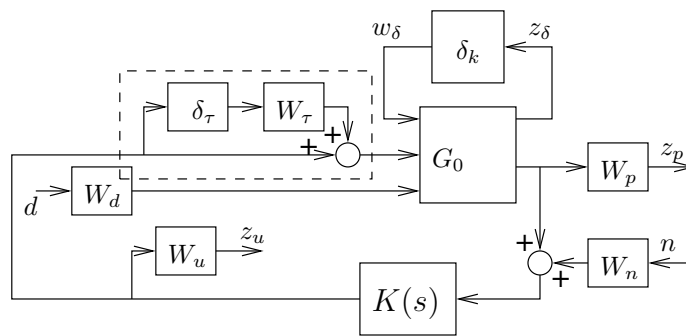 w_δ
δ_k
z_δ
δ_τ
W_τ
+
+
G_0
z_p
W_p
W_d
d
W_u
z_u
+
+
n
W_n
K(s)